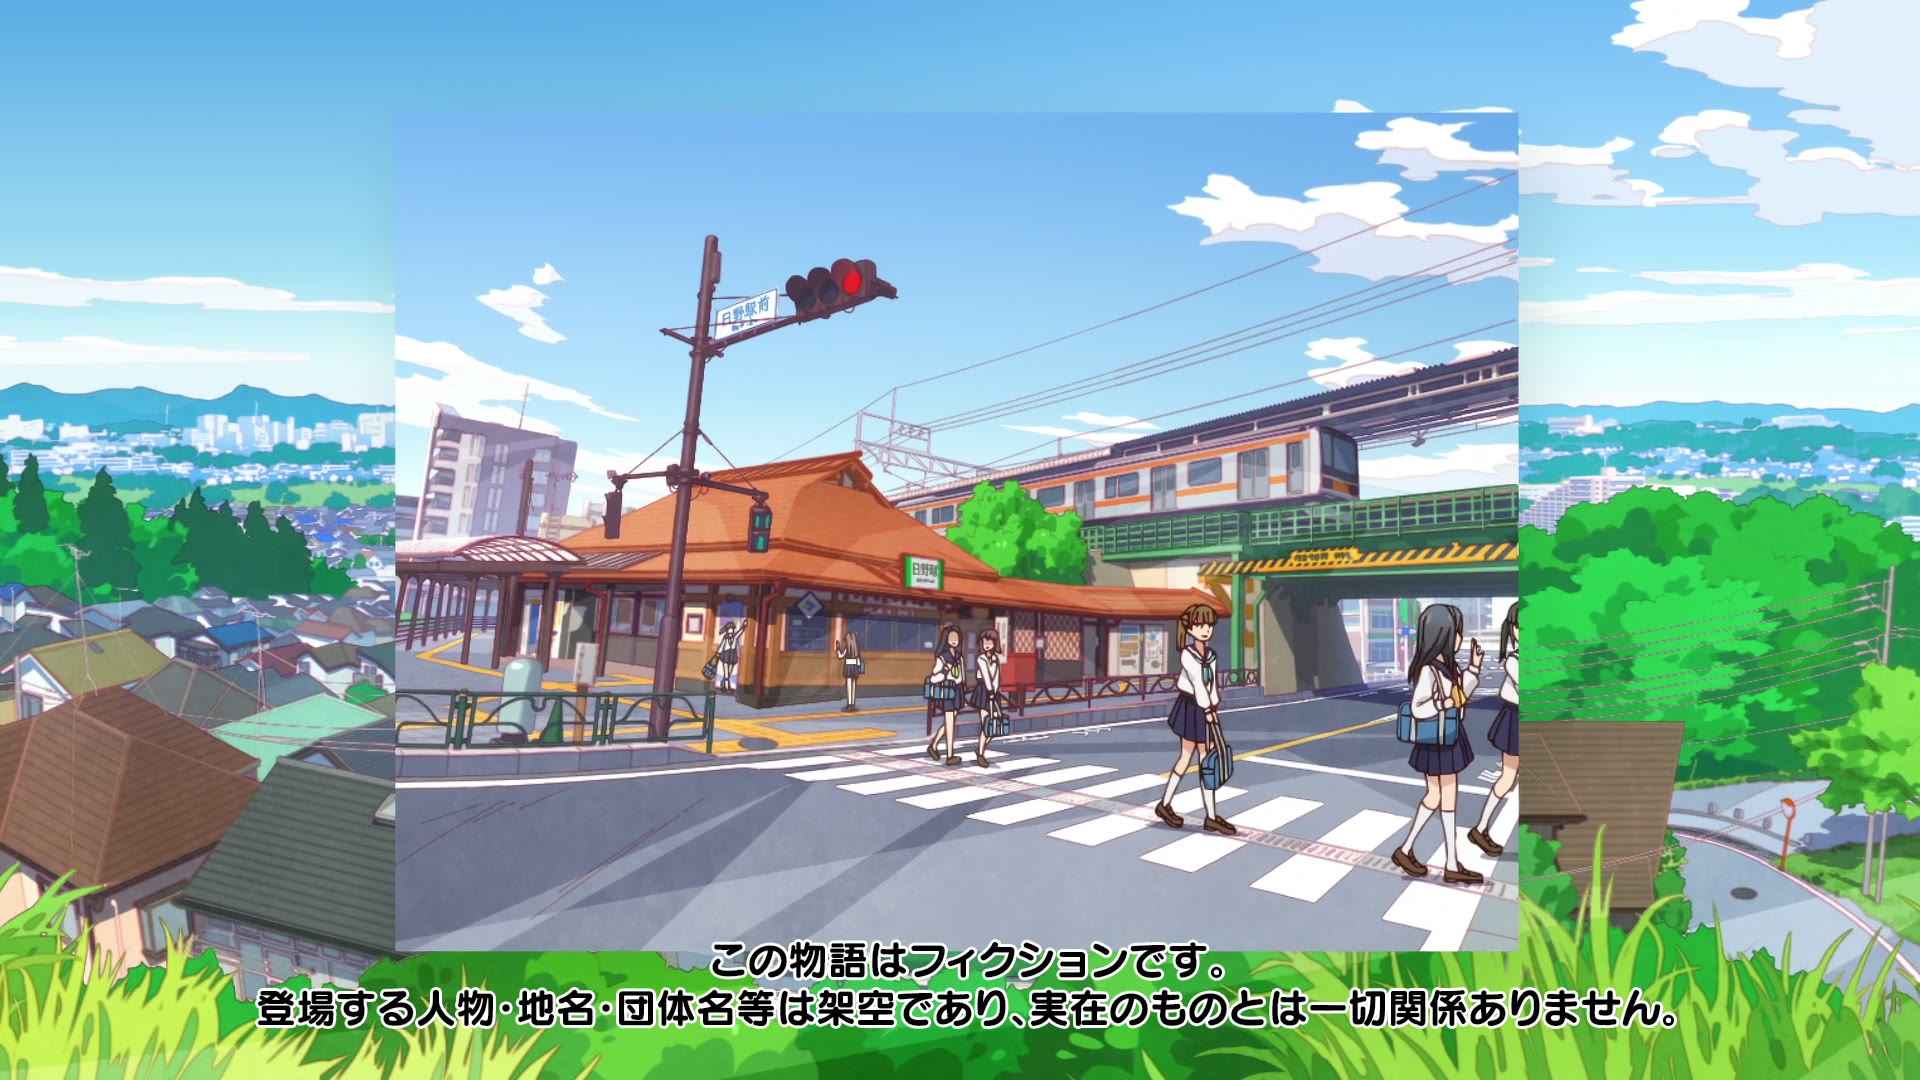 日野駅前
日野駅
この物語はフィクションです。
登場する人物･地名･団体名等は架空であり､実在のものとは一切関係ありません。